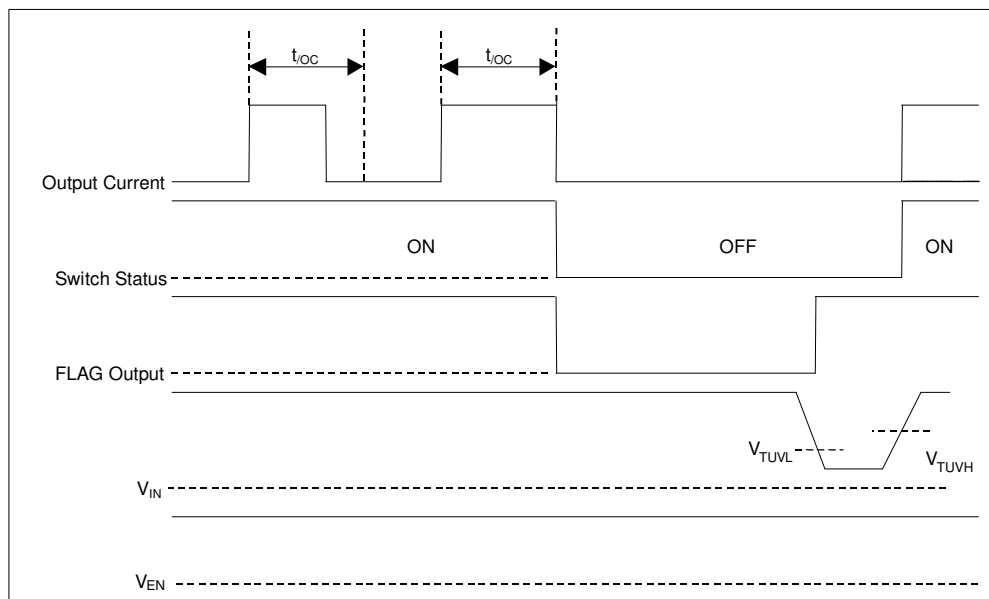 t/OC
t/OC
Output Current
ON
OFF
ON
Switch Status
FLAG Output
VTUVL
VTUVH
VIN
VEN